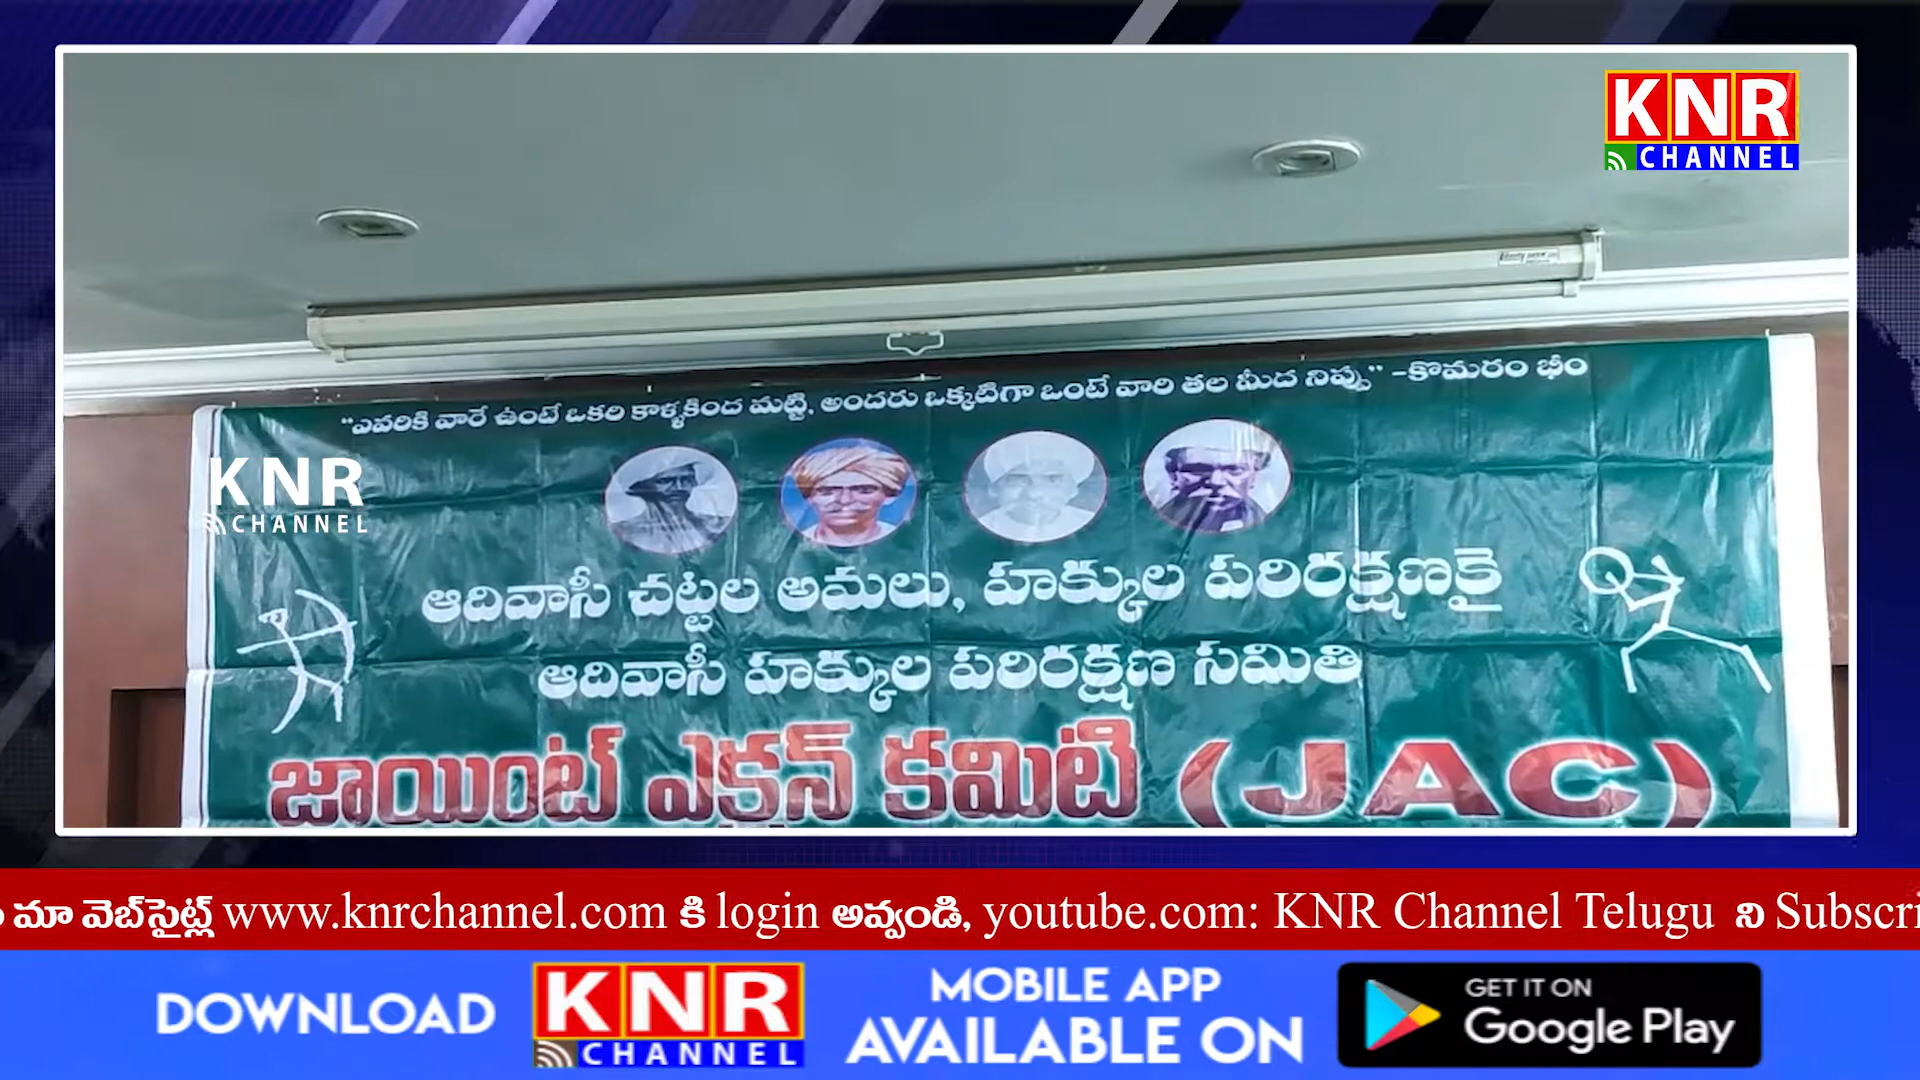 KNR
CHANNEL
"ఎవరికి వారే ఉంటే ఒకరి కాళ్ళకింద మట్టి, అందరు ఒక్కటిగా ఒంటే వారి తల మీద నిప్పు" -కొమరం భీం
KNR
CHANNEL
ఆదివాసీ చట్టల అమలు, హక్కుల పరిరక్షణకై
ఆదివాసీ హక్కుల పరిరక్షణ సమితి
జాయింట్ ఎక్షన్ కమిటి (JAC)
మా వెబ్‌సైట్ల్ www.knrchannel.com కి login అవ్వండి, youtube.com: KNR Channel Telugu ని Subscri
DOWNLOAD KNR CHANNEL MOBILE APP AVAILABLE ON GET IT ON Google Play